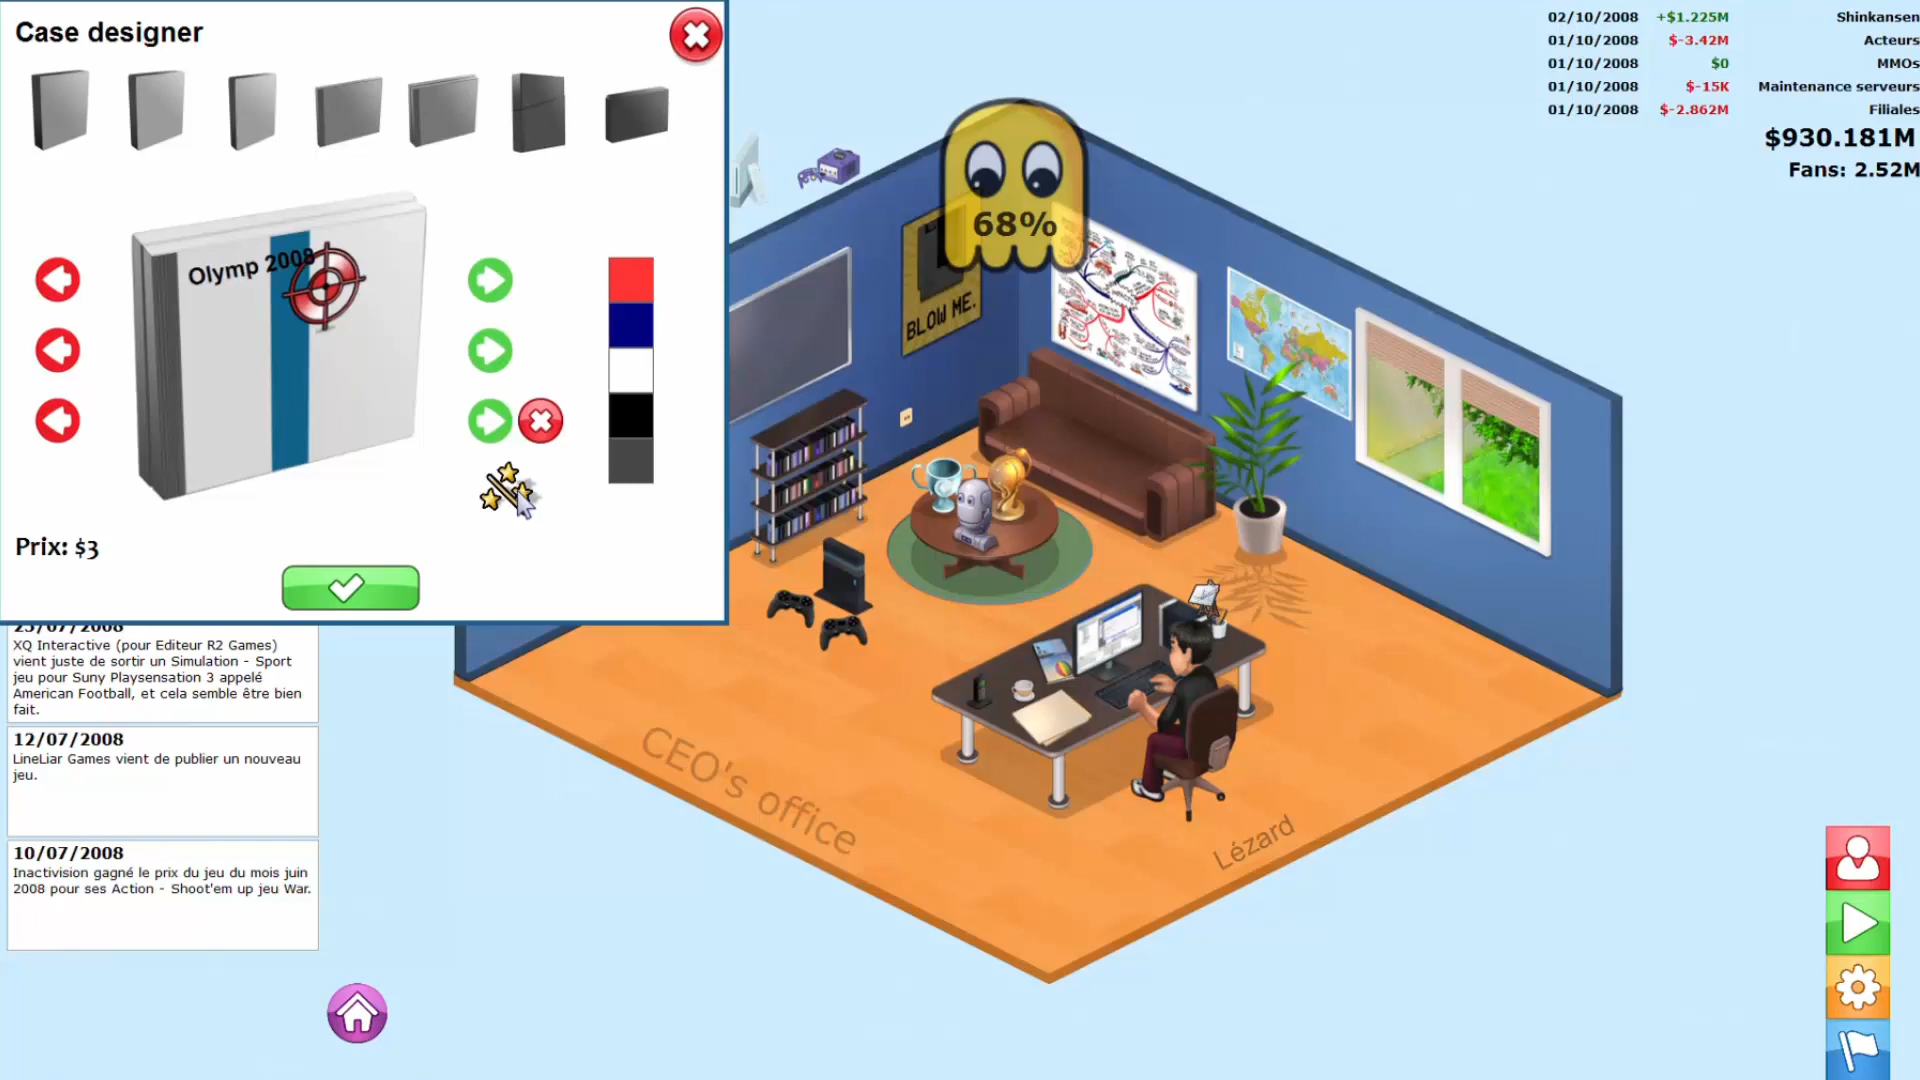 Case designer
Olymp 2008
Prix: $3
02/10/2008 +$1.225M Shinkansen
01/10/2008 $-3.42M Acteurs
01/10/2008 $0 MMOs
01/10/2008 $-15K Maintenance serveurs
01/10/2008 $-2.862M Filiales
$930.181M
Fans: 2.52M
68%
BLOW ME.
CEO's office
Lézard
23/07/2008
XQ Interactive (pour Editeur R2 Games)
vient juste de sortir un Simulation - Sport
jeu pour Suny Playsensation 3 appelé
American Football, et cela semble être bien
fait.
12/07/2008
LineLiar Games vient de publier un nouveau
jeu.
10/07/2008
Inactivision gagné le prix du jeu du mois juin
2008 pour ses Action - Shoot'em up jeu War.